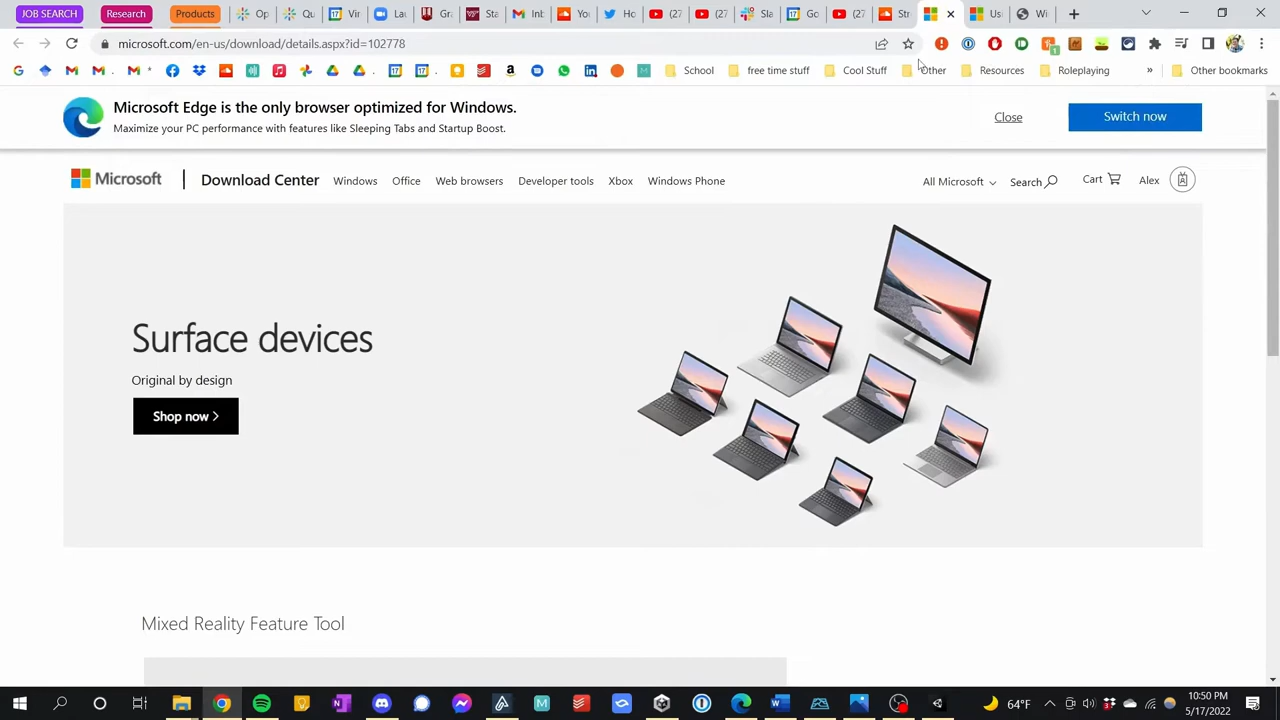 JOB SEARCH
Research
Products
microsoft.com/en-us/download/details.aspx?id=102778
School
free time stuff
Cool Stuff
Other
Resources
Roleplaying
»
Other bookmarks
Microsoft Edge is the only browser optimized for Windows.
Maximize your PC performance with features like Sleeping Tabs and Startup Boost.
Close
Switch now
Microsoft
Download Center
Windows
Office
Web browsers
Developer tools
Xbox
Windows Phone
All Microsoft
Search
Cart
Alex
Surface devices
Original by design
Shop now
Mixed Reality Feature Tool
64°F
10:50 PM
5/17/2022